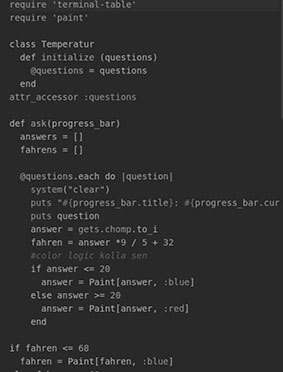 require 'terminal-table'
require 'paint'
class Temperatur
def initialize (questions)
@questions = questions
end
attr_accessor :questions
def ask(progress_bar)
answers = []
fahrens = []
@questions.each do |question|
system("clear")
puts "#{progress_bar.title}: #{progress_bar.cur
puts question
answer = gets.chomp.to_i
fahren = answer *9 / 5 + 32
#color logic kolla sen
if answer <= 20
answer = Paint[answer, :blue]
else answer >= 20
answer = Paint[answer, :red]
end
if fahren <= 68
fahren = Paint[fahren, :blue]